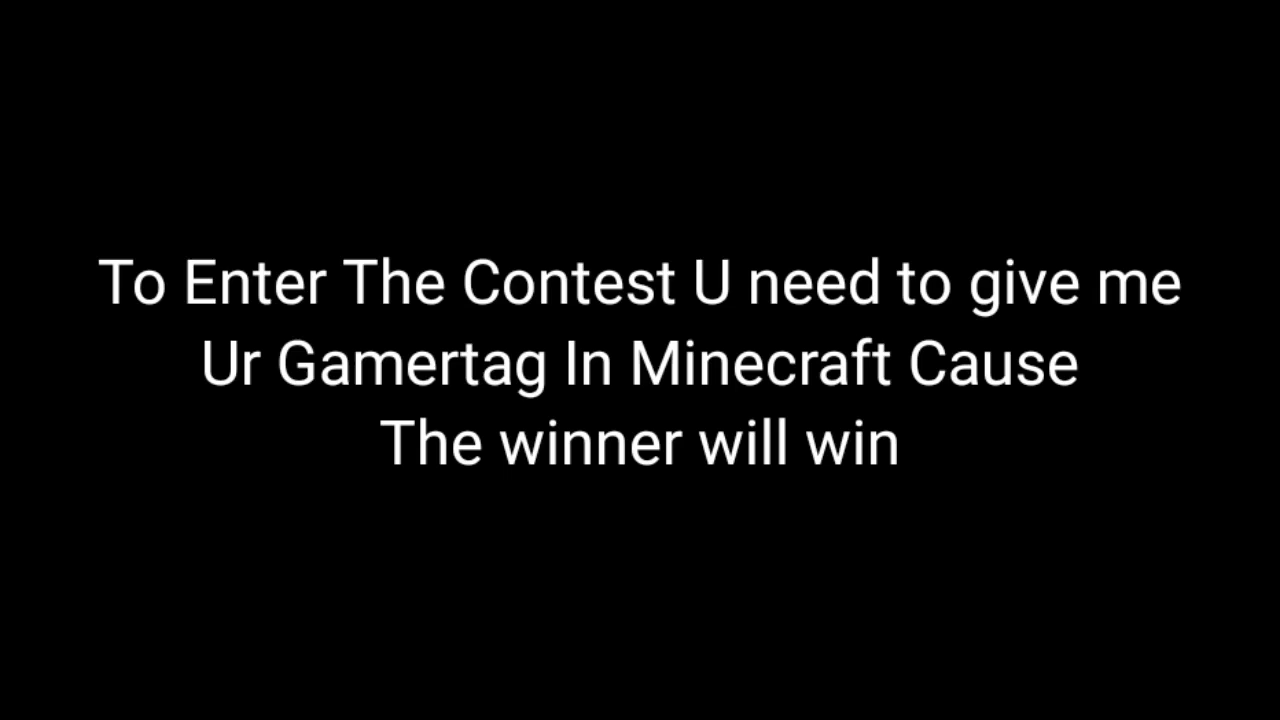 To Enter The Contest U need to give me
Ur Gamertag In Minecraft Cause
The winner will win